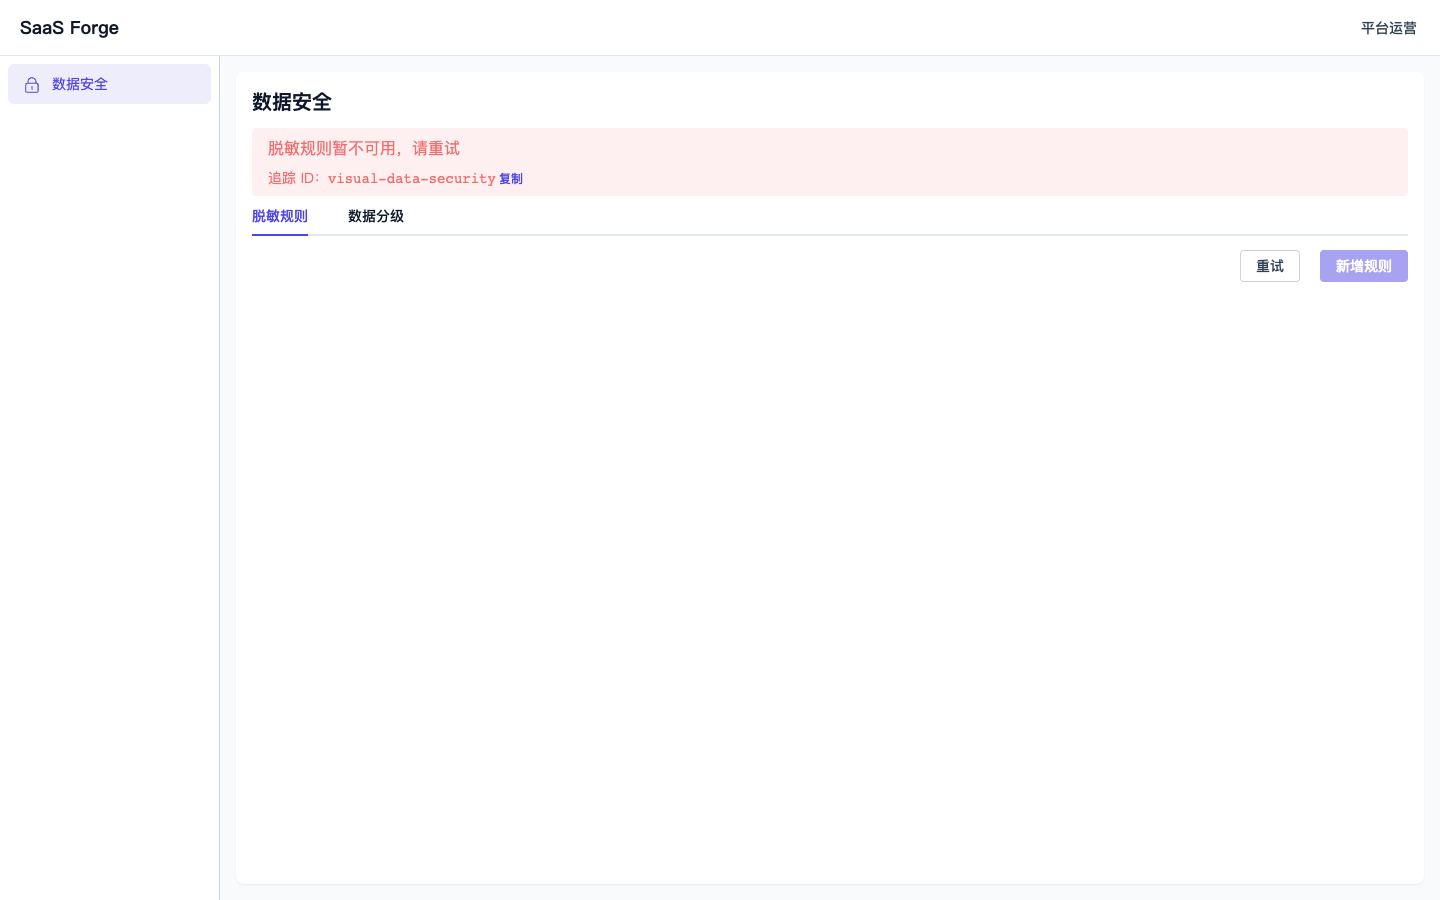 SaaS Forge
平台运营
数据安全
数据安全
脱敏规则暂不可用，请重试
追踪 ID：visual-data-security 复制
脱敏规则 数据分级
重试 新增规则